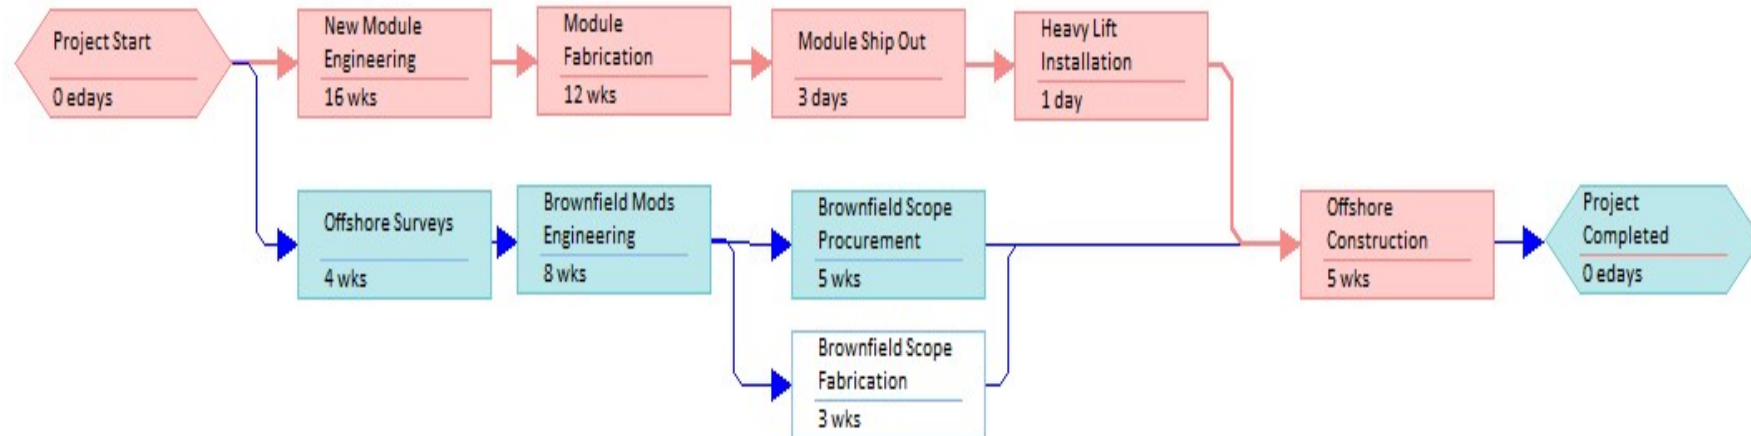 Project Start
0 edays
New Module
Engineering
16 wks
Module
Fabrication
12 wks
Module Ship Out
3 days
Heavy Lift
Installation
1 day
Offshore Surveys
4 wks
Brownfield Mods
Engineering
8 wks
Brownfield Scope
Procurement
5 wks
Brownfield Scope
Fabrication
3 wks
Offshore
Construction
5 wks
Project
Completed
0 edays